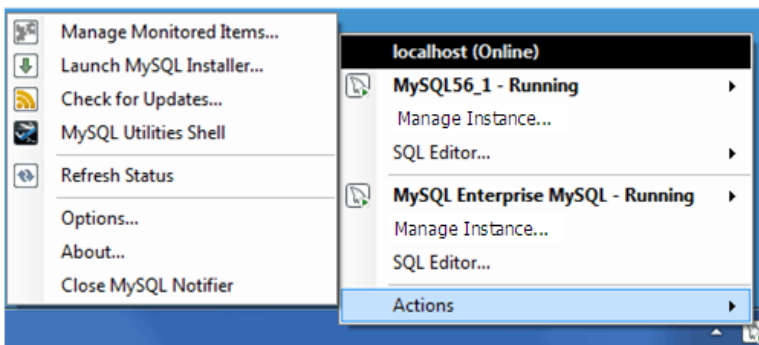 Manage Monitored Items...
Launch MySQL Installer...
Check for Updates...
MySQL Utilities Shell
Refresh Status
Options...
About...
Close MySQL Notifier
localhost (Online)
MySQL56_1 - Running
Manage Instance...
SQL Editor...
MySQL Enterprise MySQL - Running
Manage Instance...
SQL Editor...
Actions